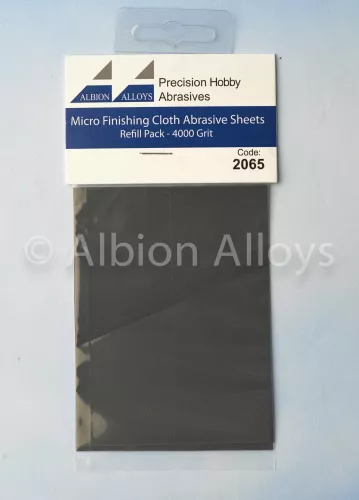 ALBION ALLOYS
Precision Hobby
Abrasives
Micro Finishing Cloth Abrasive Sheets
Refill Pack - 4000 Grit
Code:
2065
© Albion Alloys